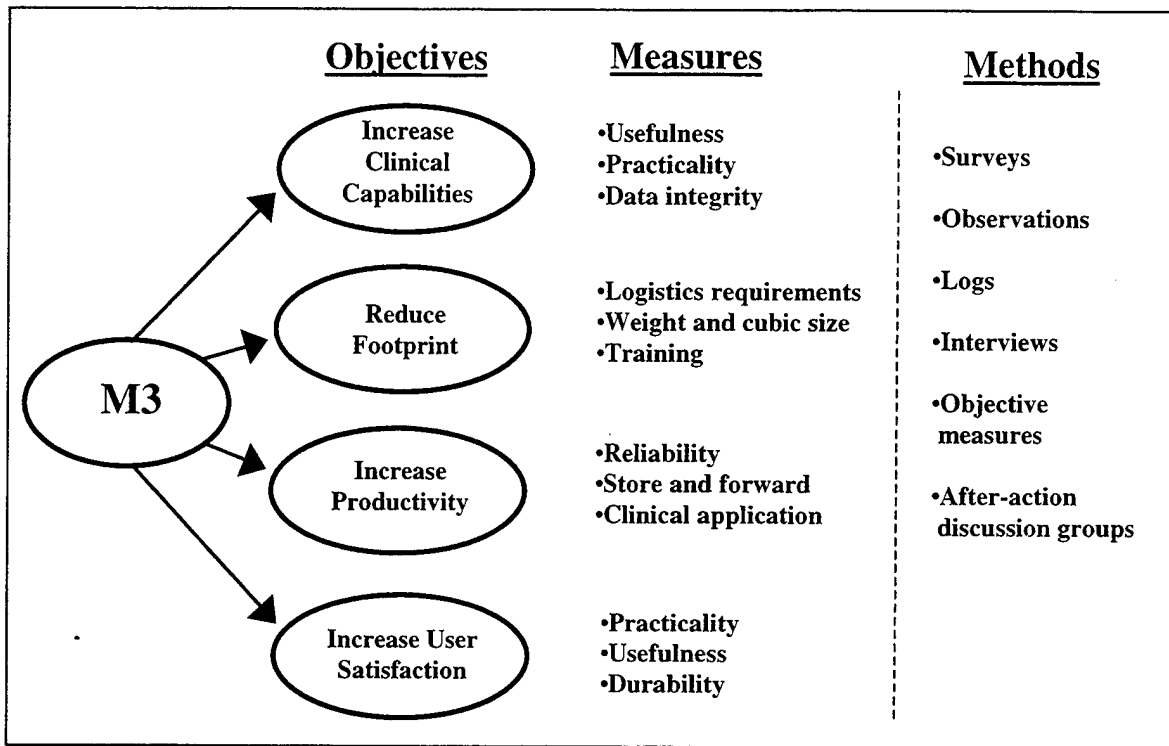 Objectives
Measures
Methods
Increase
Clinical
Capabilities
•Usefulness
•Practicality
•Data integrity
Reduce
Footprint
•Logistics requirements
•Weight and cubic size
•Training
M3
Increase
Productivity
•Reliability
•Store and forward
•Clinical application
Increase User
Satisfaction
•Practicality
•Usefulness
•Durability
•Surveys
•Observations
•Logs
•Interviews
•Objective
measures
•After-action
discussion groups